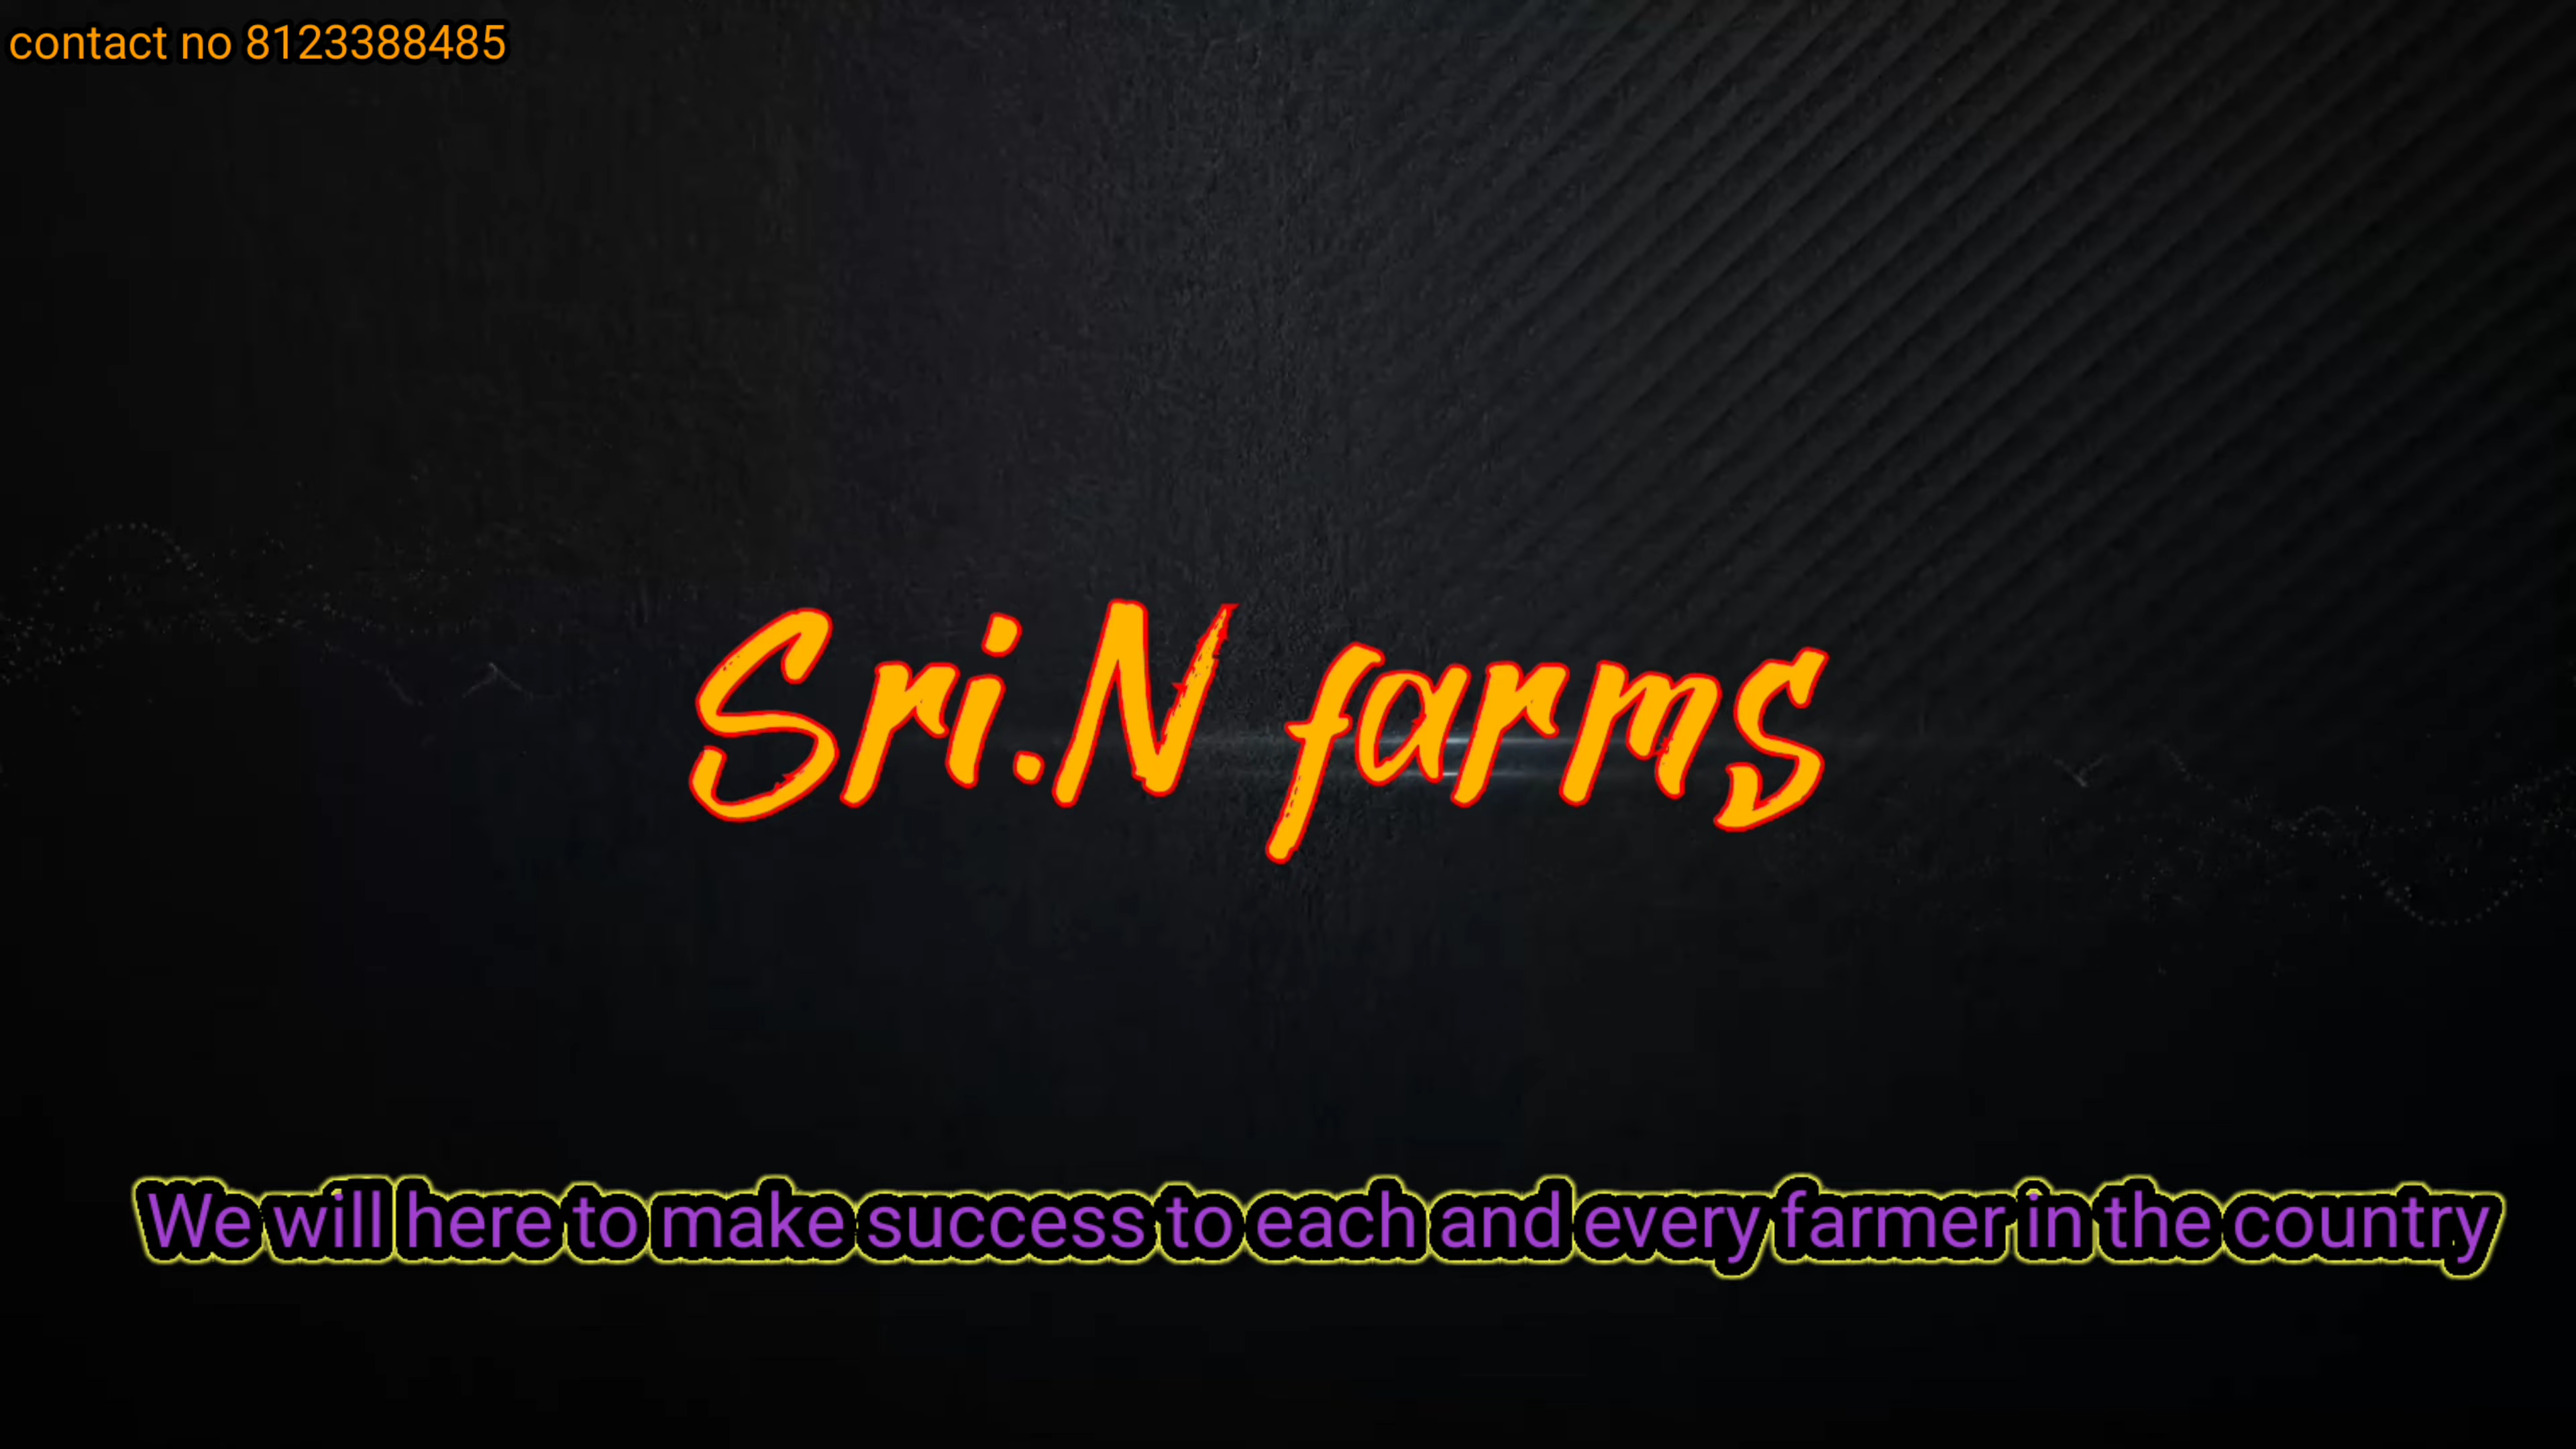 contact no 8123388485
Sri.N farms
We will here to make success to each and every farmer in the country